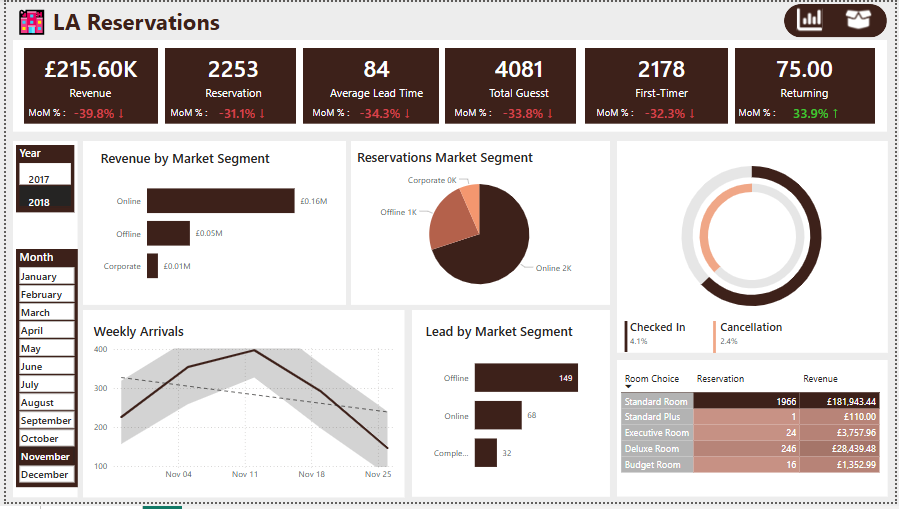 LA Reservations
£215.60K
Revenue
MoM % : -39.8% ↓
2253
Reservation
MoM % : -31.1% ↓
84
Average Lead Time
MoM % : -34.3% ↓
4081
Total Guesst
MoM % : -33.8% ↓
2178
First-Timer
MoM % : -32.3% ↓
75.00
Returning
MoM % : 33.9% ↑
Year
2017
2018
Month
January
February
March
April
May
June
July
August
September
October
November
December
Revenue by Market Segment
Online £0.16M
Offline £0.05M
Corporate £0.01M
Reservations Market Segment
Corporate 0K
Offline 1K
Online 2K
Checked In
4.1%
Cancellation
2.4%
Weekly Arrivals
400
300
200
100
Nov 04 Nov 11 Nov 18 Nov 25
Lead by Market Segment
Offline 149
Online 68
Comple... 32
Room Choice Reservation Revenue
Standard Room 1966 £181,943.44
Standard Plus 1 £110.00
Executive Room 24 £3,757.96
Deluxe Room 246 £28,439.48
Budget Room 16 £1,352.99